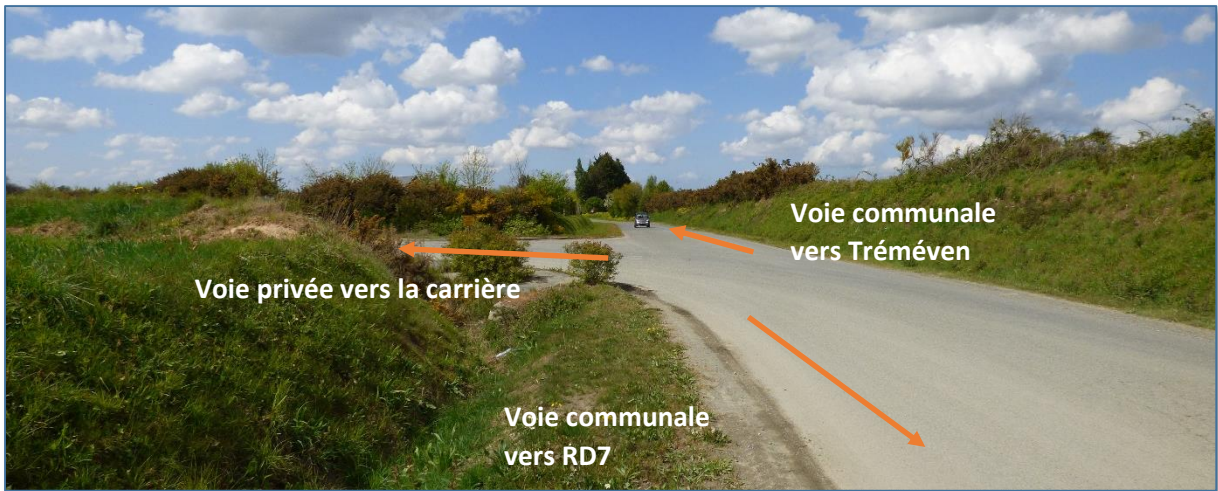 Voie communale
vers Tréméven
Voie privée vers la carrière
Voie communale
vers RD7